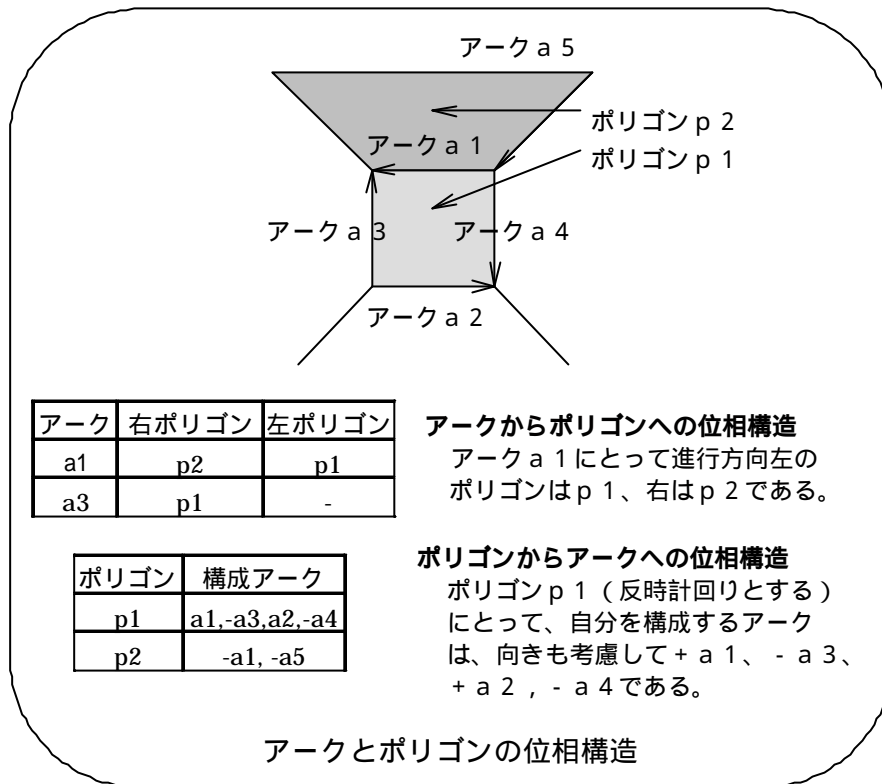 アークａ５
ポリゴンｐ２
アークａ１
ポリゴンｐ１
アークａ３
アークａ４
アークａ２
アーク 右ポリゴン 左ポリゴン
a1 p2 p1
a3 p1 -
アークからポリゴンへの位相構造
アークａ１にとって進行方向左の
ポリゴンはｐ１、右はｐ２である。
ポリゴン 構成アーク
p1 a1,-a3,a2,-a4
p2 -a1, -a5
ポリゴンからアークへの位相構造
ポリゴンｐ１（反時計回りとする）
にとって、自分を構成するアーク
は、向きも考慮して＋ａ１、－ａ３、
＋ａ２，－ａ４である。
アークとポリゴンの位相構造